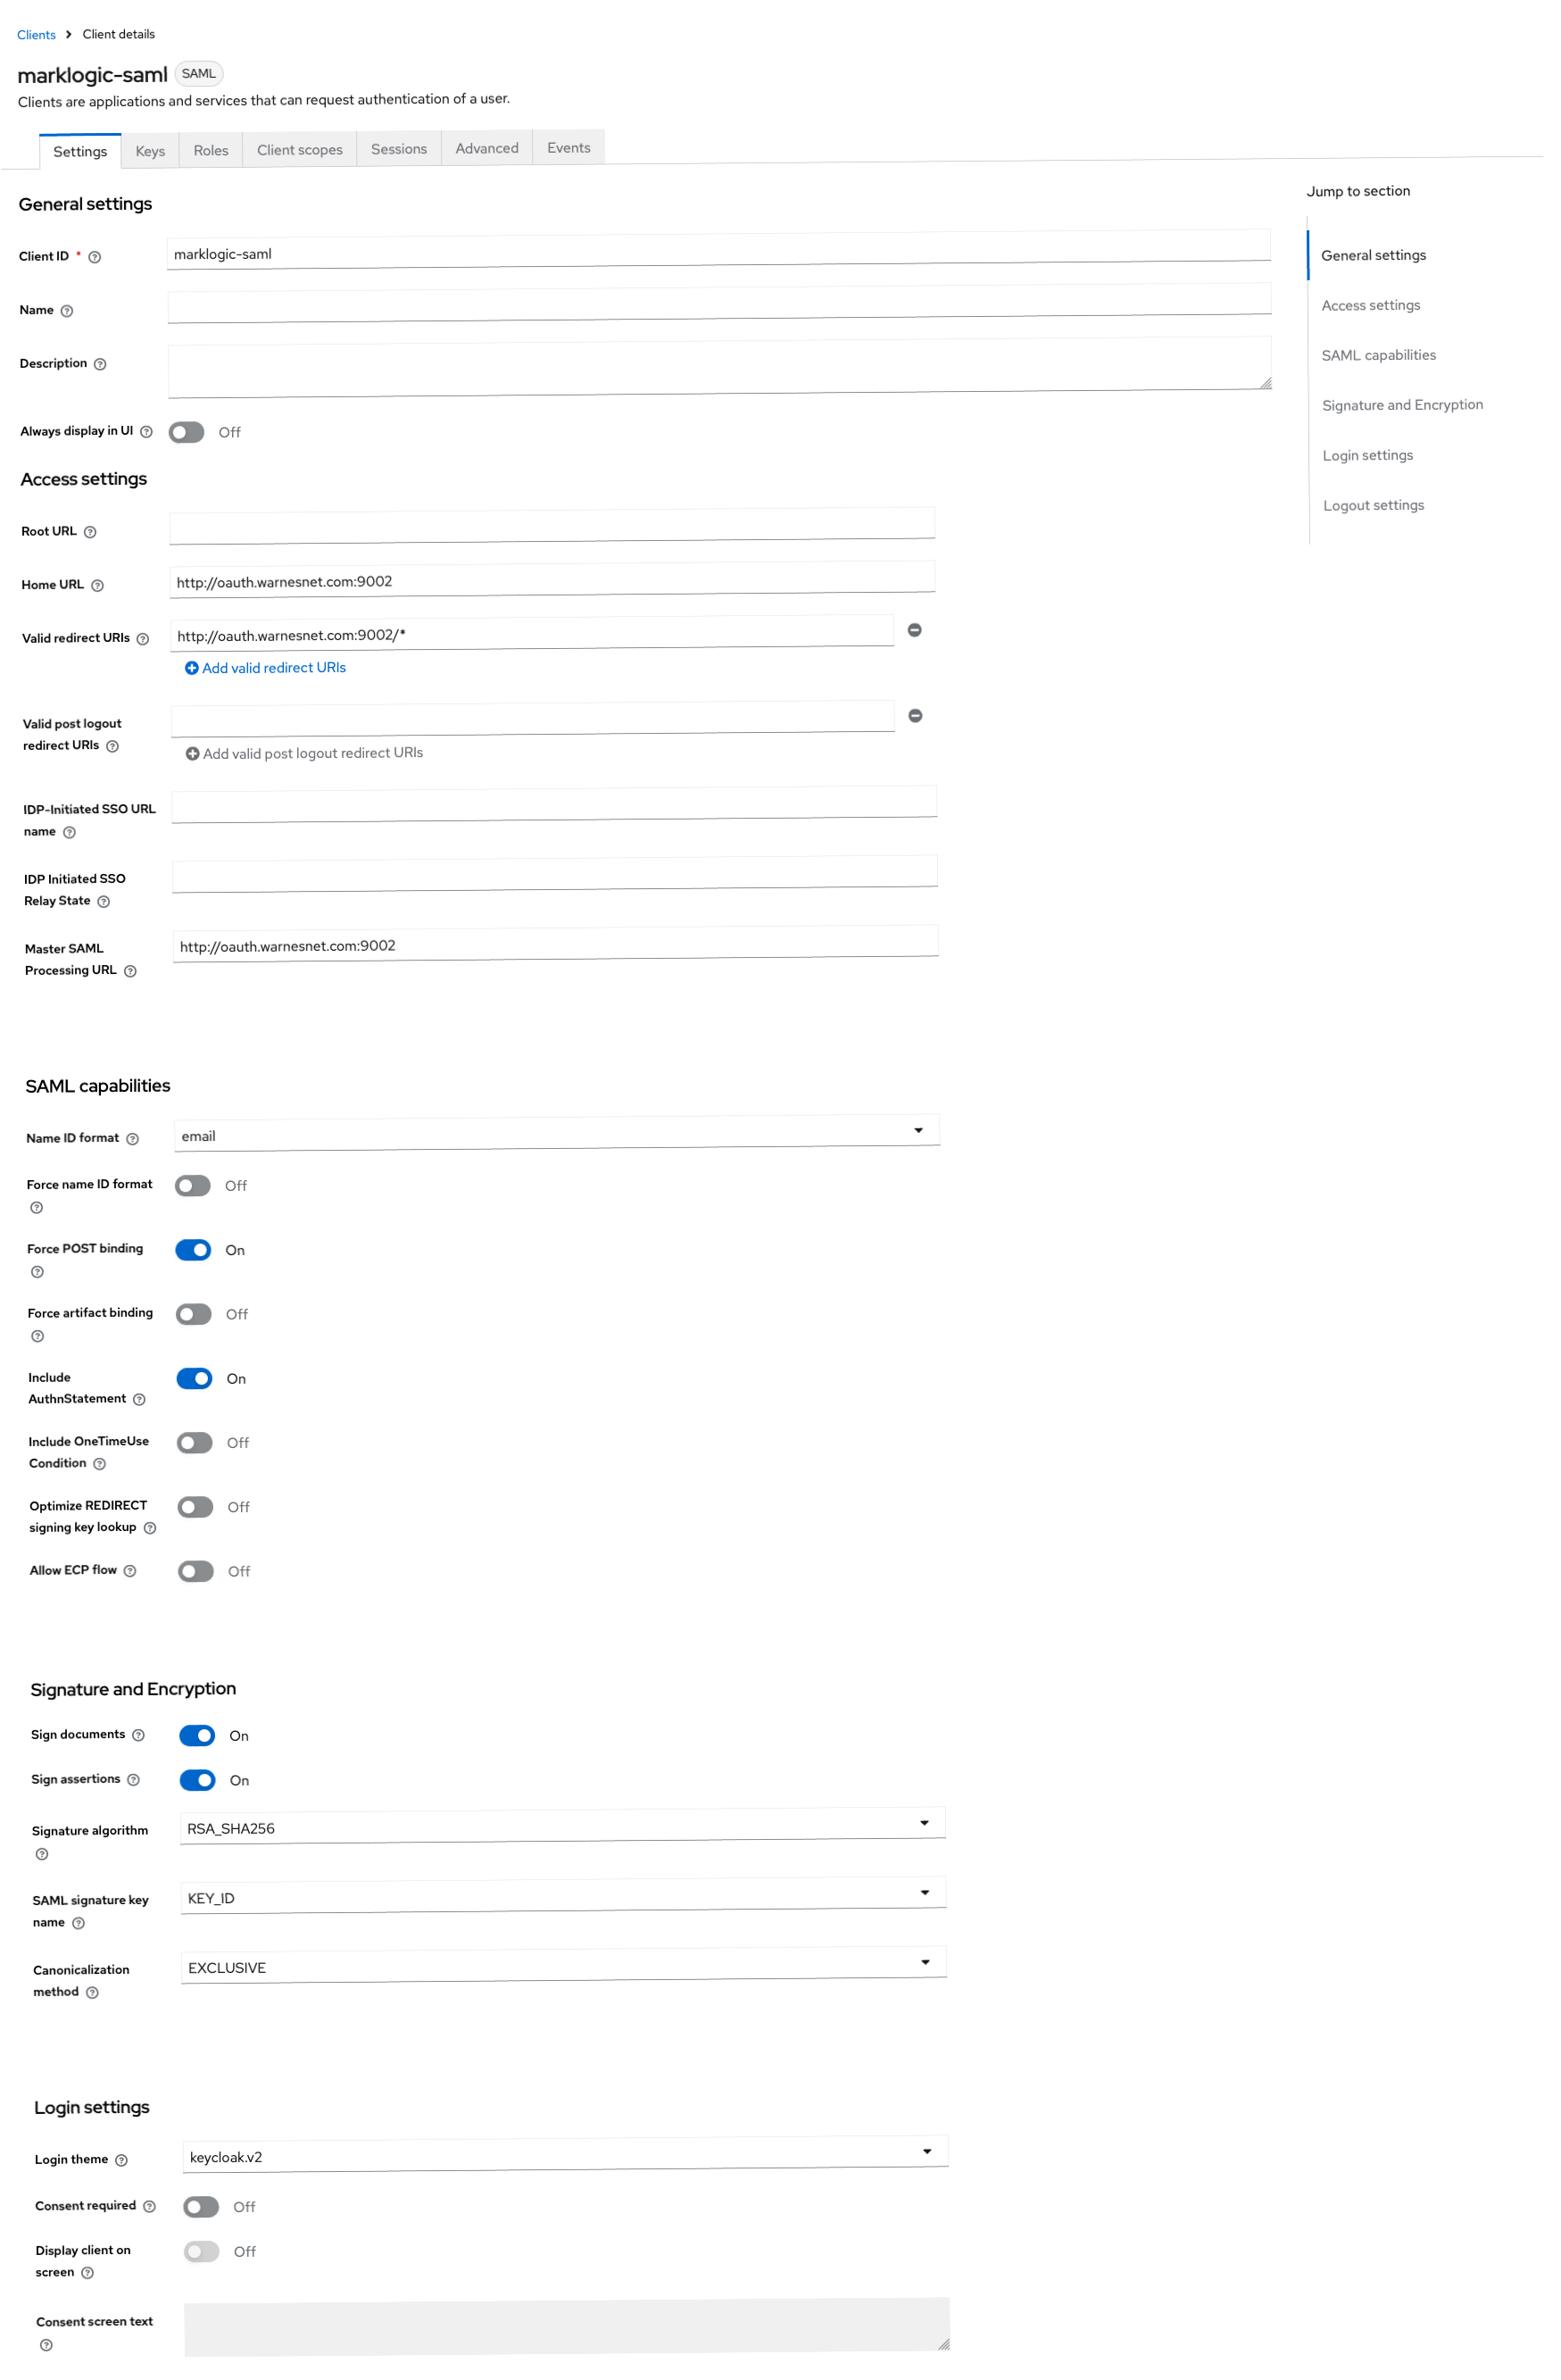 Clients > Client details
marklogic-saml SAML
Clients are applications and services that can request authentication of a user.
Settings Keys Roles Client scopes Sessions Advanced Events
Jump to section
General settings
Access settings
SAML capabilities
Signature and Encryption
Login settings
Logout settings
General settings
Client ID * marklogic-saml
Name
Description
Always display in UI Off
Access settings
Root URL
Home URL http://oauth.warnesnet.com:9002
Valid redirect URIs http://oauth.warnesnet.com:9002/*
Add valid redirect URIs
Valid post logout
redirect URIs
Add valid post logout redirect URIs
IDP-Initiated SSO URL
name
IDP Initiated SSO
Relay State
Master SAML
Processing URL
http://oauth.warnesnet.com:9002
SAML capabilities
Name ID format email
Force name ID format Off
Force POST binding On
Force artifact binding Off
Include
AuthnStatement
On
Include OneTimeUse
Condition
Off
Optimize REDIRECT
signing key lookup
Off
Allow ECP flow Off
Signature and Encryption
Sign documents On
Sign assertions On
Signature algorithm RSA_SHA256
SAML signature key
name
KEY_ID
Canonicalization
method
EXCLUSIVE
Login settings
Login theme keycloak.v2
Consent required Off
Display client on
screen
Off
Consent screen text